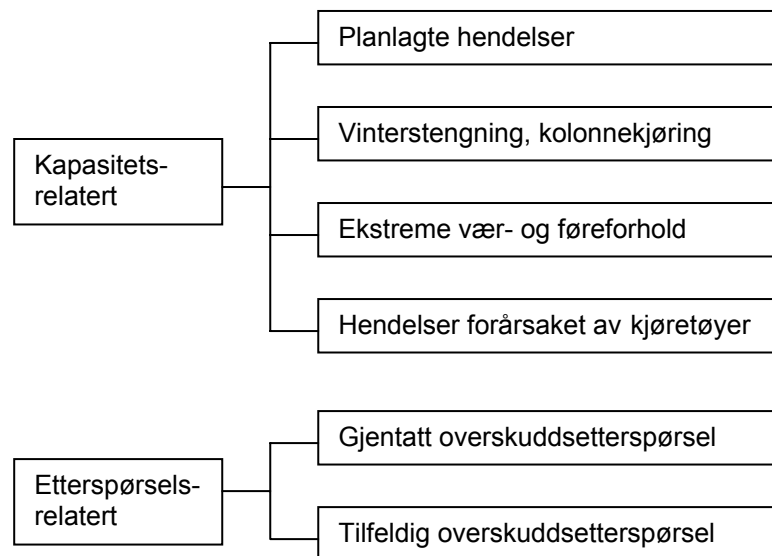 Planlagte hendelser
Vinterstengning, kolonnekjøring
Kapasitets-
relatert
Ekstreme vær- og føreforhold
Hendelser forårsaket av kjøretøyer
Gjentatt overskuddsetterspørsel
Etterspørsels-
relatert
Tilfeldig overskuddsetterspørsel